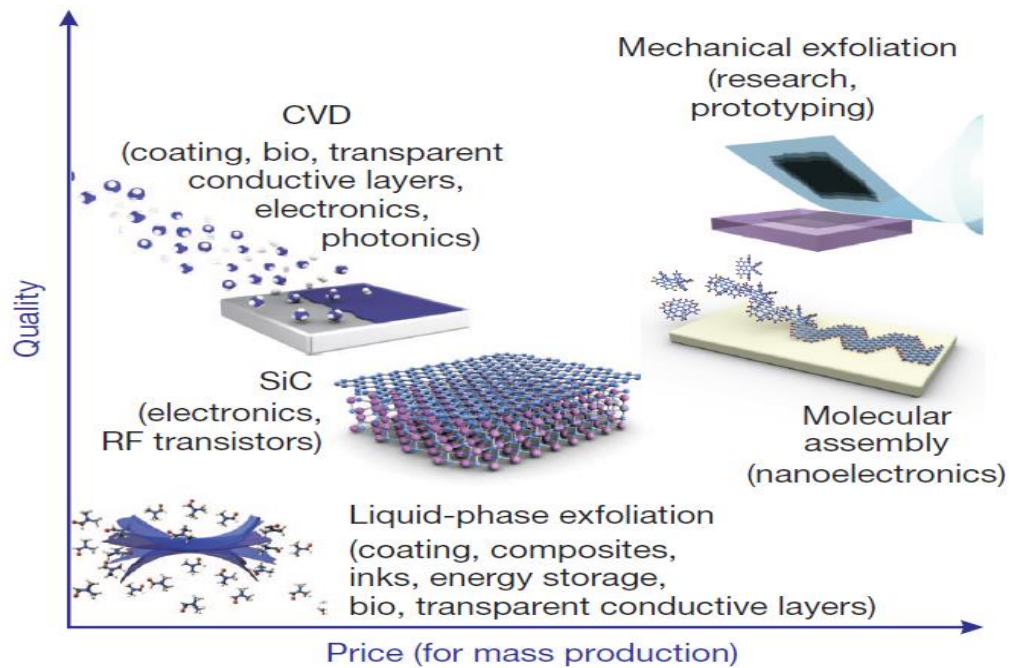 Mechanical exfoliation
(research,
prototyping)
CVD
(coating, bio, transparent
conductive layers,
electronics,
photonics)
Quality
SiC
(electronics,
RF transistors)
Molecular
assembly
(nanoelectronics)
Liquid-phase exfoliation
(coating, composites,
inks, energy storage,
bio, transparent conductive layers)
Price (for mass production)